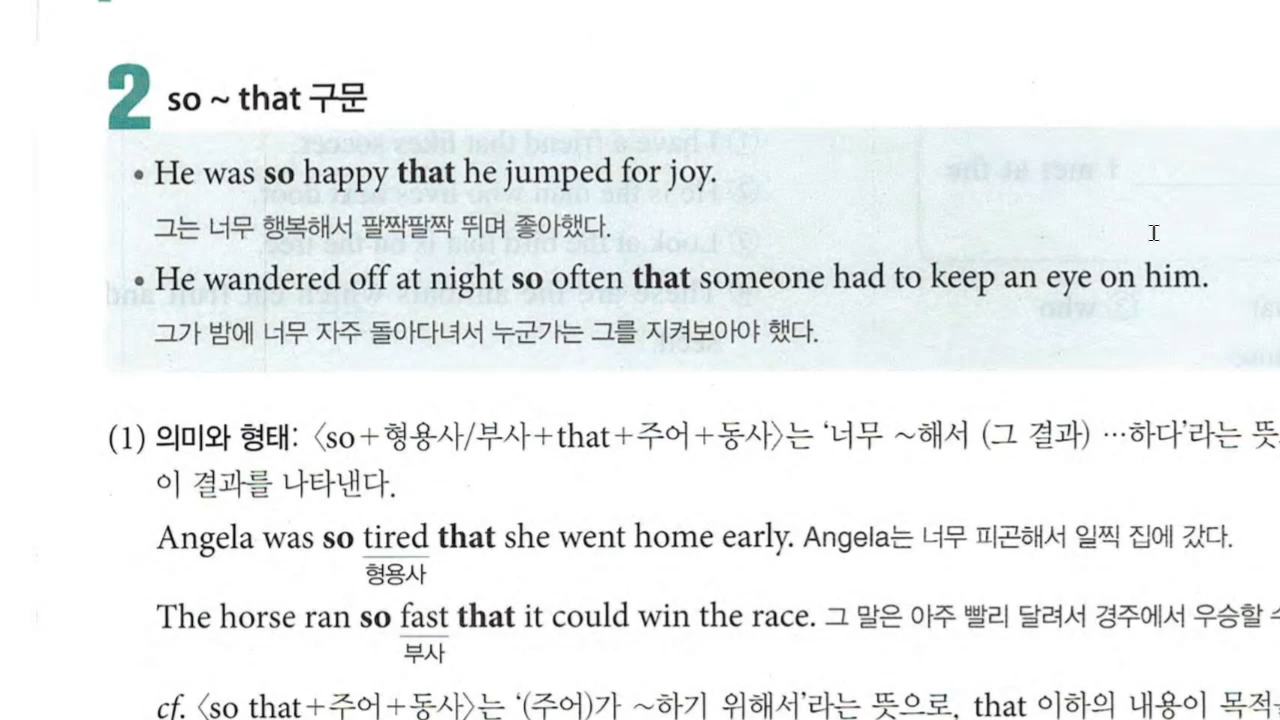 2 so ~ that 구문
• He was so happy that he jumped for joy.
그는 너무 행복해서 팔짝팔짝 뛰며 좋아했다.
• He wandered off at night so often that someone had to keep an eye on him.
그가 밤에 너무 자주 돌아다녀서 누군가는 그를 지켜보아야 했다.
(1) 의미와 형태: 〈so+형용사/부사+that+주어+동사〉는 ‘너무 ~해서 (그 결과) …하다’라는
이 결과를 나타낸다.
Angela was so tired that she went home early. Angela는 너무 피곤해서 일찍 집에 갔다.
형용사
The horse ran so fast that it could win the race. 그 말은 아주 빨리 달려서 경주에서 우승할
부사
cf. 〈so that+주어+동사〉는 ‘(주어)가 ~하기 위해서’라는 뜻으로, that 이하의 내용이